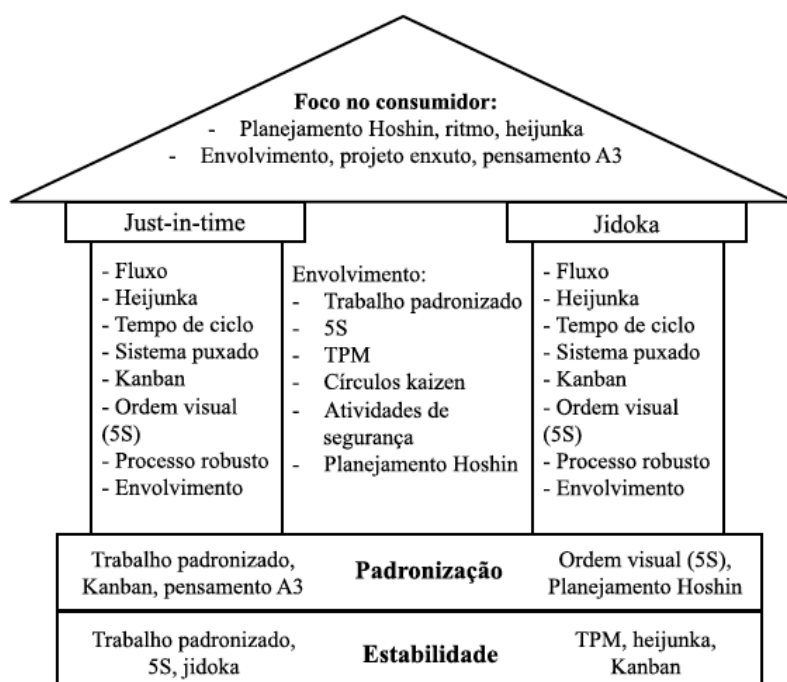 Foco no consumidor:
- Planejamento Hoshin, ritmo, heijunka
- Envolvimento, projeto enxuto, pensamento A3
Just-in-time
- Fluxo
- Heijunka
- Tempo de ciclo
- Sistema puxado
- Kanban
- Ordem visual
(5S)
- Processo robusto
- Envolvimento
Envolvimento:
- Trabalho padronizado
- 5S
- TPM
- Círculos kaizen
- Atividades de
segurança
- Planejamento Hoshin
Jidoka
- Fluxo
- Heijunka
- Tempo de ciclo
- Sistema puxado
- Kanban
- Ordem visual
(5S)
- Processo robusto
- Envolvimento
Trabalho padronizado,
Kanban, pensamento A3
Padronização
Ordem visual (5S),
Planejamento Hoshin
Trabalho padronizado,
5S, jidoka
Estabilidade
TPM, heijunka,
Kanban